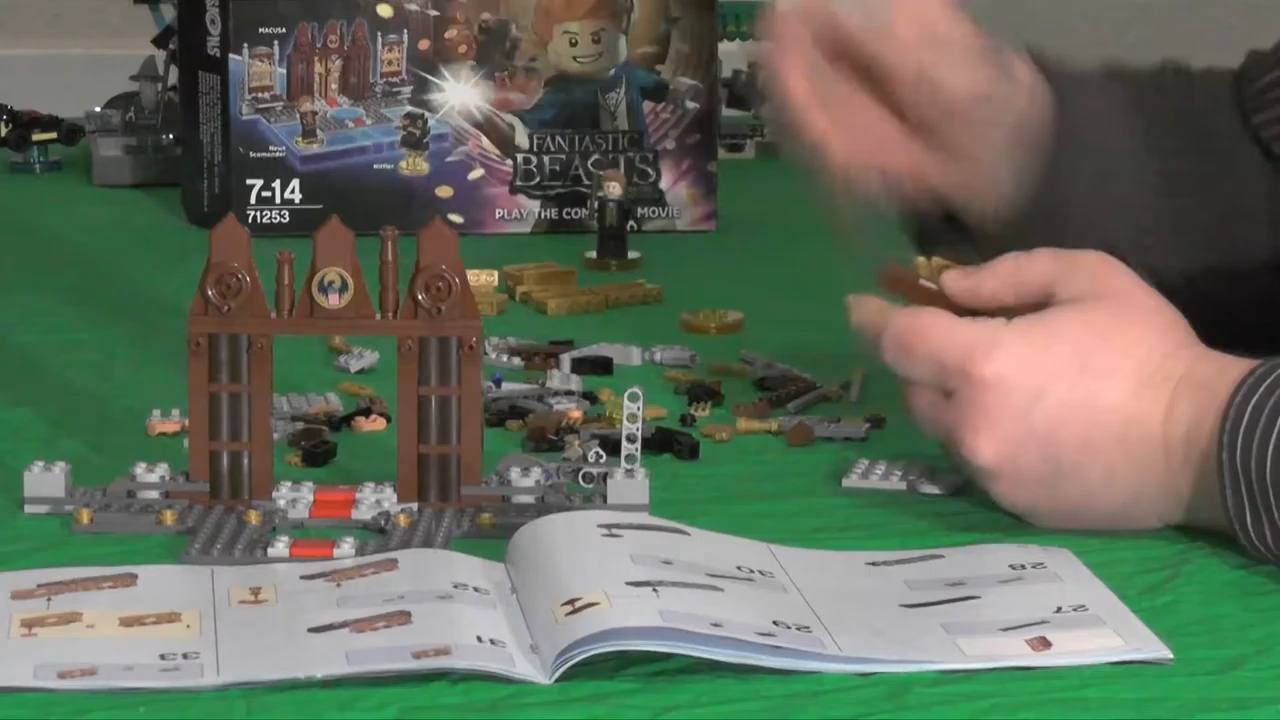 MACUSA
Newt
Scamander
Niffler
FANTASTIC
BEASTS
7-14
71253
PLAY THE MOVIE
28
27
30
29
32
31
33